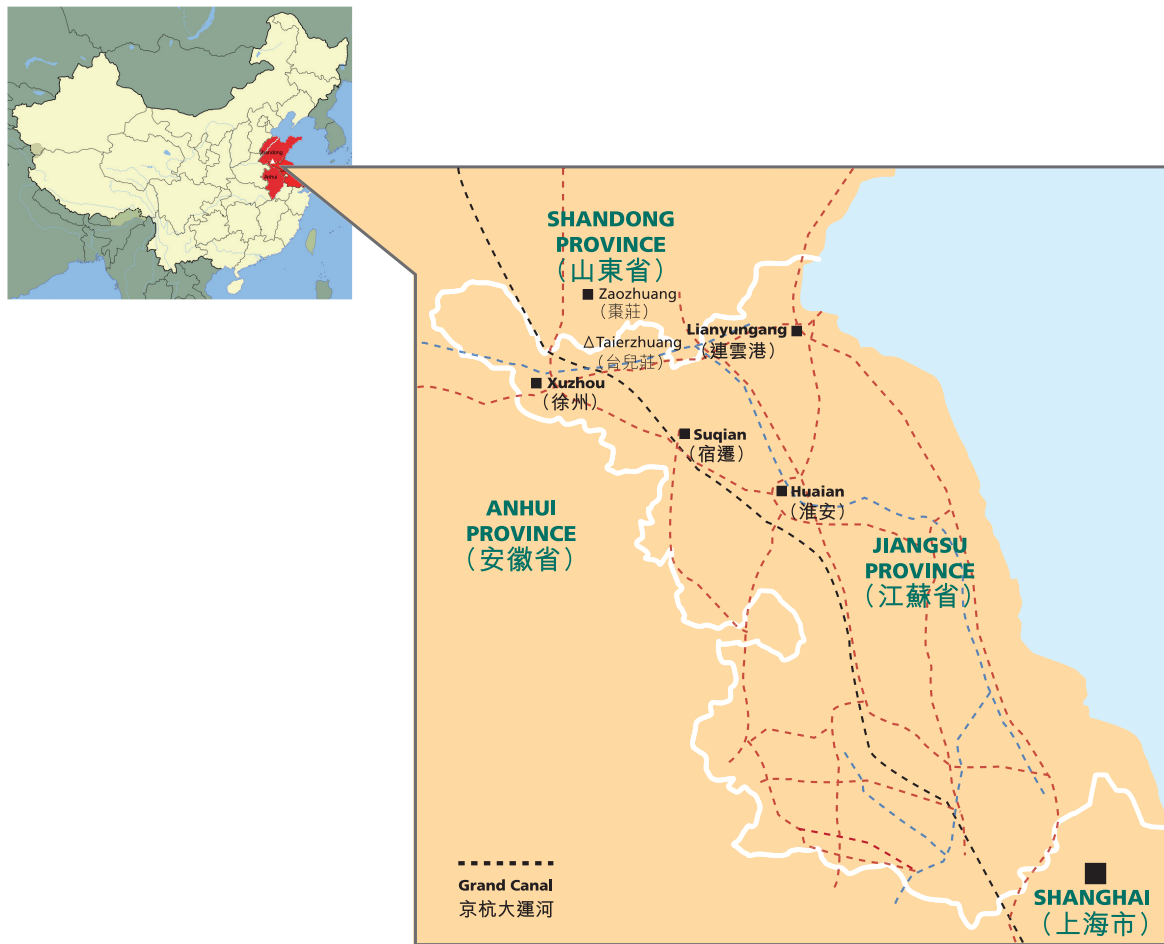 Shandong
Anhui
SHANDONG
PROVINCE
（山東省）
Zaozhuang
（棗莊）
Taierzhuang
（台兒莊）
Lianyungang
（連雲港）
Xuzhou
（徐州）
Suqian
（宿遷）
Huaian
（淮安）
ANHUI
PROVINCE
（安徽省）
JIANGSU
PROVINCE
（江蘇省）
Grand Canal
京杭大運河
SHANGHAI
（上海市）